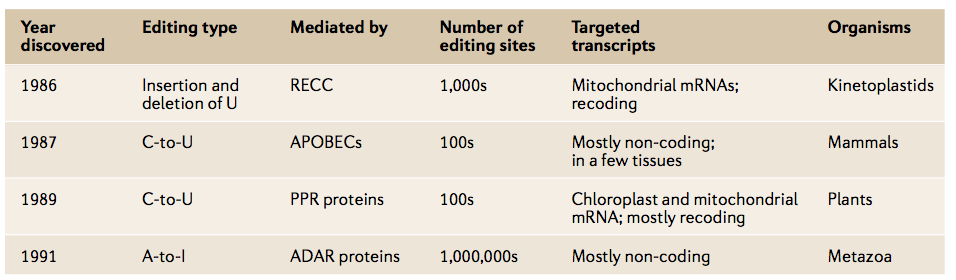 Year discovered Editing type Mediated by Number of editing sites Targeted transcripts Organisms
1986 Insertion and deletion of U RECC 1,000s Mitochondrial mRNAs; recoding Kinetoplastids
1987 C-to-U APOBECs 100s Mostly non-coding; in a few tissues Mammals
1989 C-to-U PPR proteins 100s Chloroplast and mitochondrial mRNA; mostly recoding Plants
1991 A-to-I ADAR proteins 1,000,000s Mostly non-coding Metazoa